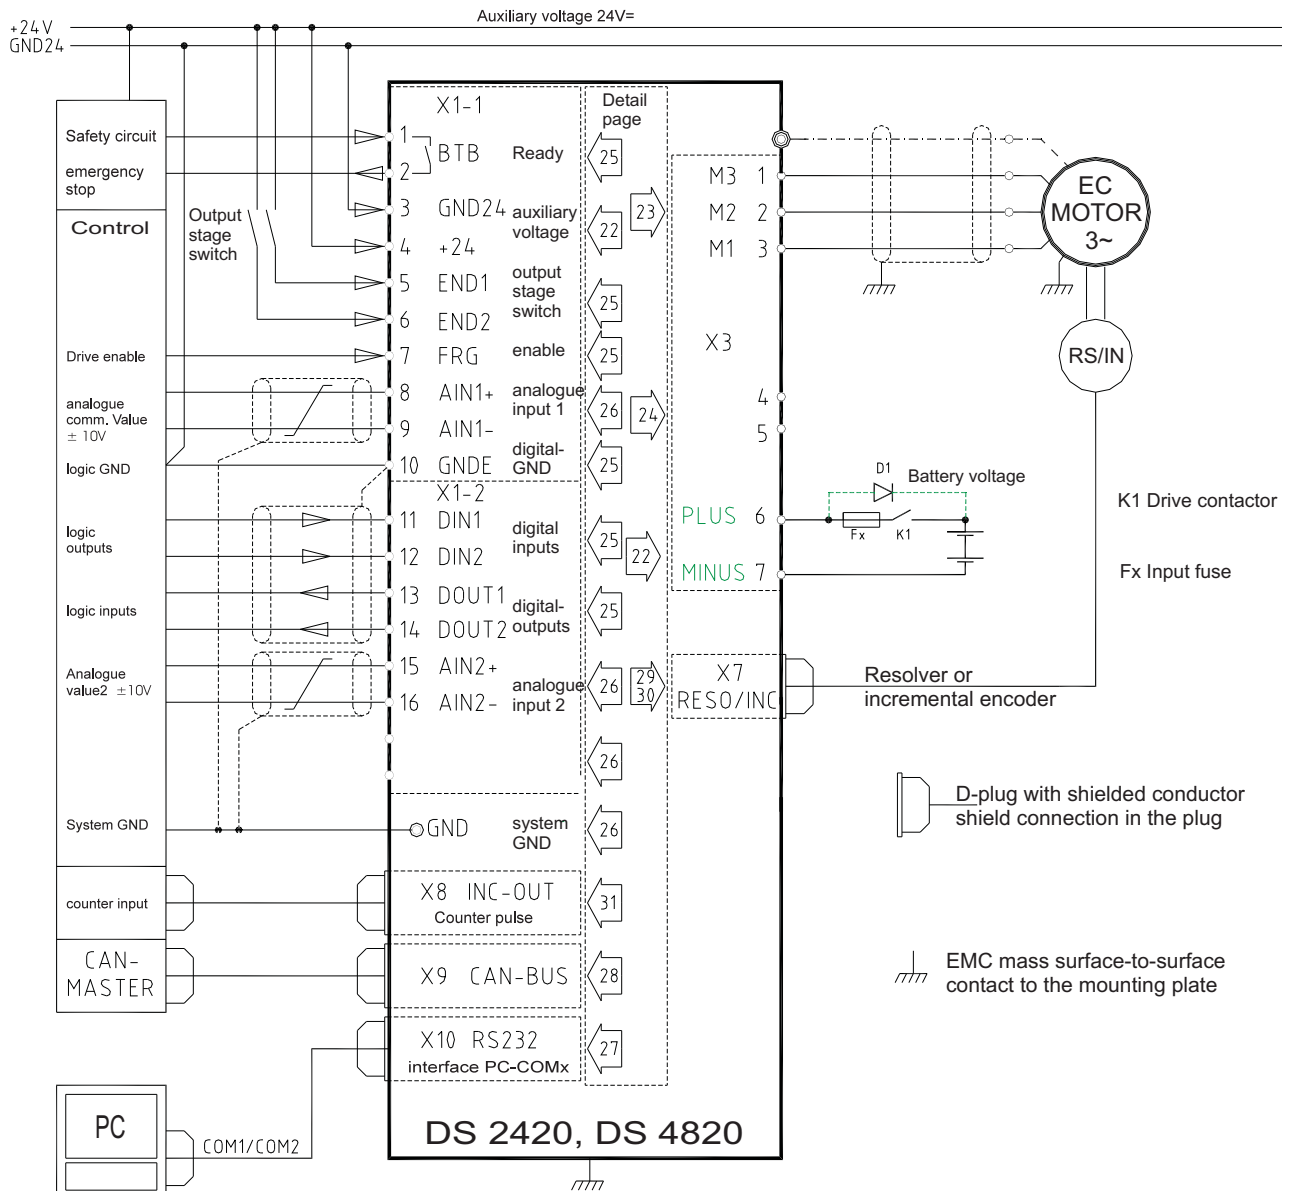 Auxiliary voltage 24V=
+24V
GND24
Safety circuit
emergency
stop
Control
Output
stage
switch
Drive enable
analogue
comm. Value
± 10V
logic GND
logic
outputs
logic inputs
Analogue
value2 ±10V
System GND
counter input
CAN-
MASTER
PC
COM1/COM2
X1-1
1
BTB
Ready
2
3 GND24
auxiliary
voltage
4 +24
5 END1
output
stage
switch
6 END2
7 FRG
enable
8 AIN1+
analogue
input 1
9 AIN1-
10 GNDE
digital-
GND
X1-2
11 DIN1
digital
inputs
12 DIN2
13 DOUT1
digital-
outputs
14 DOUT2
15 AIN2+
analogue
input 2
16 AIN2-
GND
system
GND
X8 INC-OUT
Counter pulse
X9 CAN-BUS
X10 RS232
interface PC-COMx
Detail
page
25
23
22
25
25
26
24
25
25
22
25
26
29
30
26
26
31
28
27
M3 1
M2 2
M1 3
X3
4
5
PLUS 6
MINUS 7
X7
RESO/INC
DS 2420, DS 4820
EC
MOTOR
3~
RS/IN
D1
Battery voltage
Fx
K1
K1 Drive contactor
Fx Input fuse
Resolver or
incremental encoder
D-plug with shielded conductor
shield connection in the plug
EMC mass surface-to-surface
contact to the mounting plate